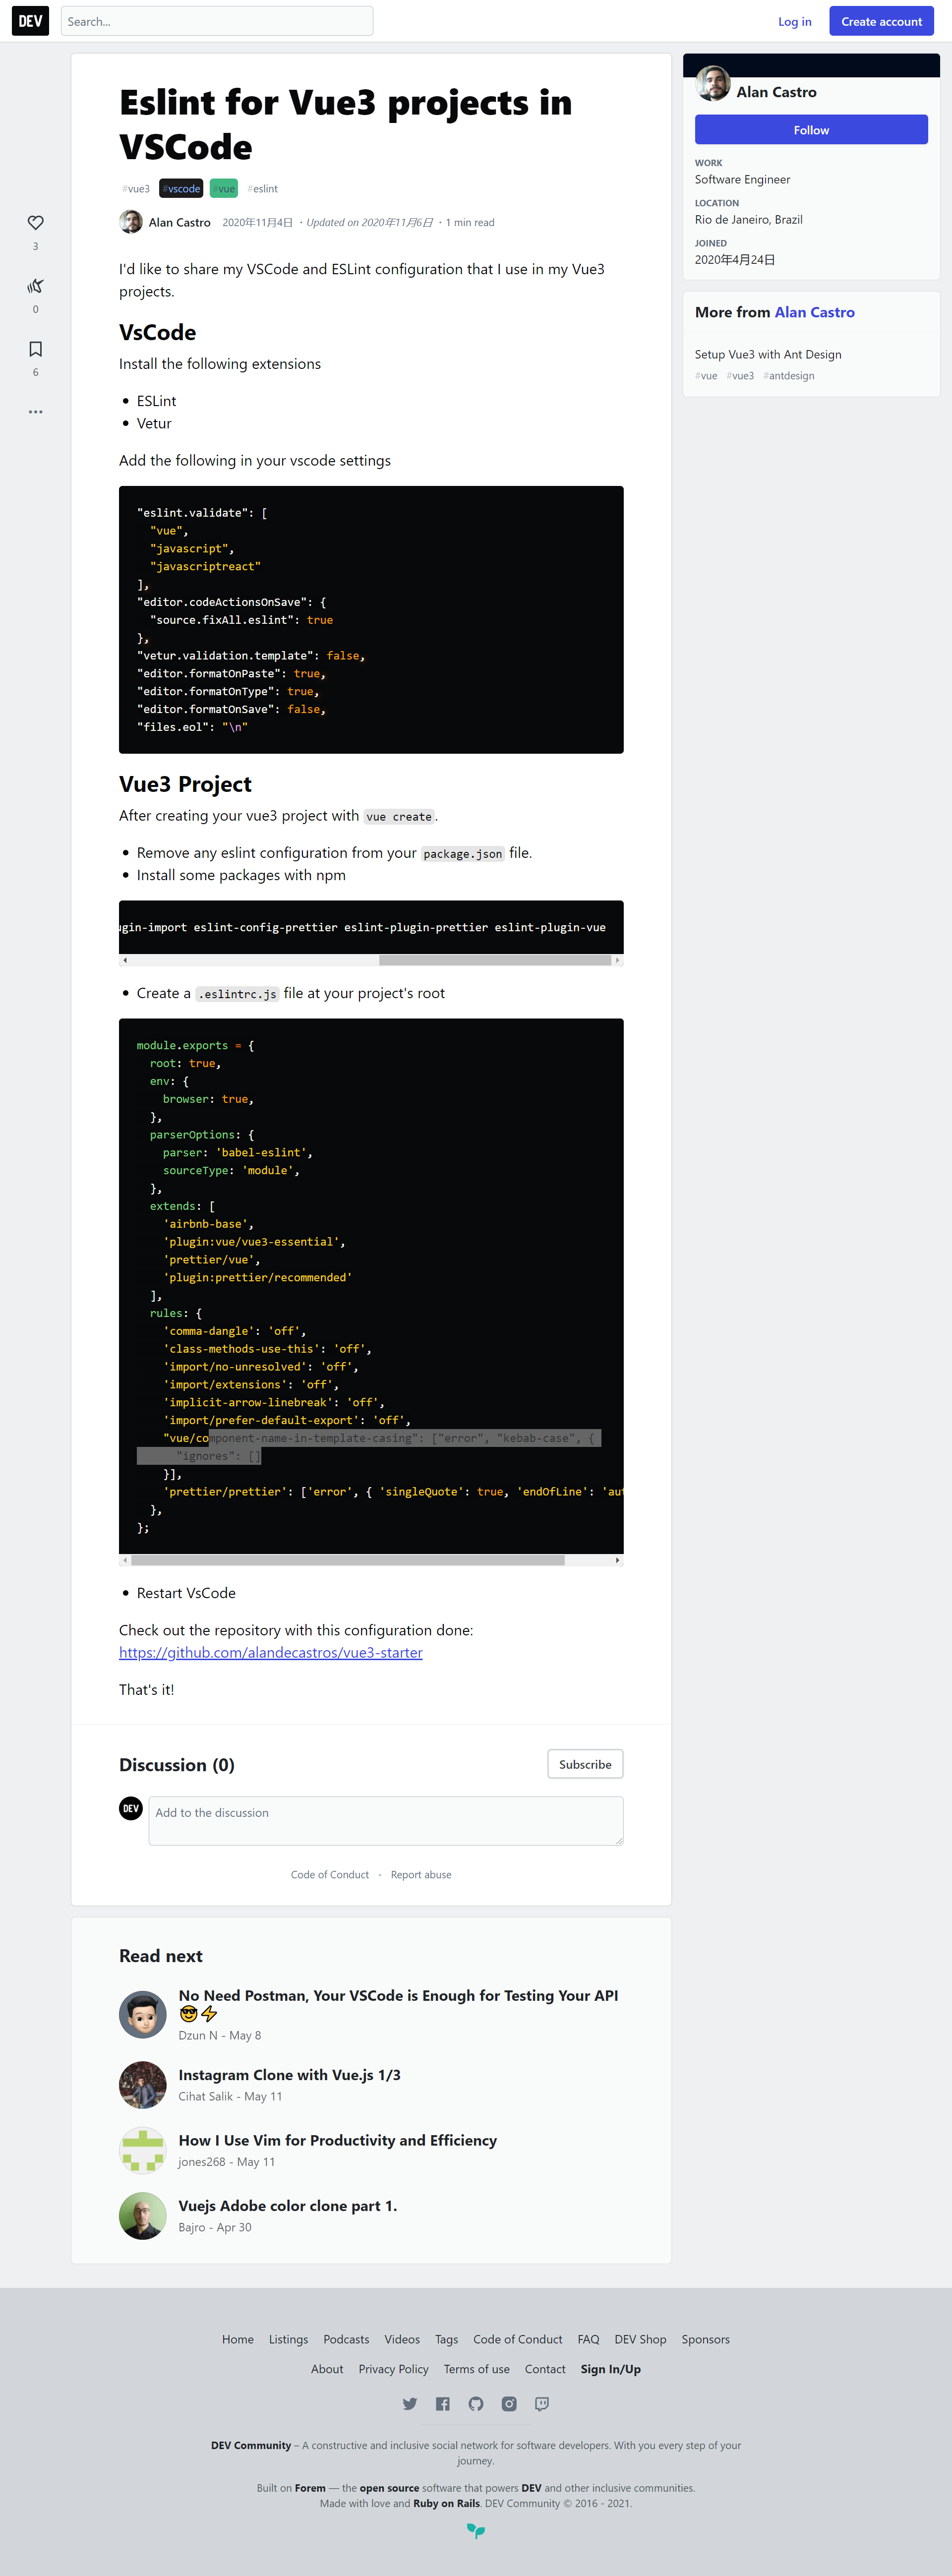 DEV
Search...
Log in
Create account
Eslint for Vue3 projects in
VSCode
#vue3 #vscode #vue #eslint
Alan Castro 2020年11月4日 ・Updated on 2020年11月6日 ・1 min read
3
0
6
I'd like to share my VSCode and ESLint configuration that I use in my Vue3
projects.
VsCode
Install the following extensions
• ESLint
• Vetur
Add the following in your vscode settings
"eslint.validate": [
"vue",
"javascript",
"javascriptreact"
],
"editor.codeActionsOnSave": {
"source.fixAll.eslint": true
},
"vetur.validation.template": false,
"editor.formatOnPaste": true,
"editor.formatOnType": true,
"editor.formatOnSave": false,
"files.eol": "\n"
Vue3 Project
After creating your vue3 project with vue create.
• Remove any eslint configuration from your package.json file.
• Install some packages with npm
ugin-import eslint-config-prettier eslint-plugin-prettier eslint-plugin-vue
• Create a .eslintrc.js file at your project's root
module.exports = {
root: true,
env: {
browser: true,
},
parserOptions: {
parser: 'babel-eslint',
sourceType: 'module',
},
extends: [
'airbnb-base',
'plugin:vue/vue3-essential',
'prettier/vue',
'plugin:prettier/recommended'
],
rules: {
'comma-dangle': 'off',
'class-methods-use-this': 'off',
'import/no-unresolved': 'off',
'import/extensions': 'off',
'implicit-arrow-linebreak': 'off',
'import/prefer-default-export': 'off',
"vue/component-name-in-template-casing": ["error", "kebab-case", {
"ignores": []
}],
'prettier/prettier': ['error', { 'singleQuote': true, 'endOfLine': 'aut
},
};
• Restart VsCode
Check out the repository with this configuration done:
https://github.com/alandecastros/vue3-starter
That's it!
Discussion (0)
Subscribe
DEV
Add to the discussion
Code of Conduct • Report abuse
Read next
No Need Postman, Your VSCode is Enough for Testing Your API
😎⚡
Dzun N - May 8
Instagram Clone with Vue.js 1/3
Cihat Salik - May 11
How I Use Vim for Productivity and Efficiency
jones268 - May 11
Vuejs Adobe color clone part 1.
Bajro - Apr 30
Alan Castro
Follow
WORK
Software Engineer
LOCATION
Rio de Janeiro, Brazil
JOINED
2020年4月24日
More from Alan Castro
Setup Vue3 with Ant Design
#vue #vue3 #antdesign
Home Listings Podcasts Videos Tags Code of Conduct FAQ DEV Shop Sponsors
About Privacy Policy Terms of use Contact Sign In/Up
DEV Community – A constructive and inclusive social network for software developers. With you every step of your
journey.
Built on Forem — the open source software that powers DEV and other inclusive communities.
Made with love and Ruby on Rails. DEV Community © 2016 - 2021.